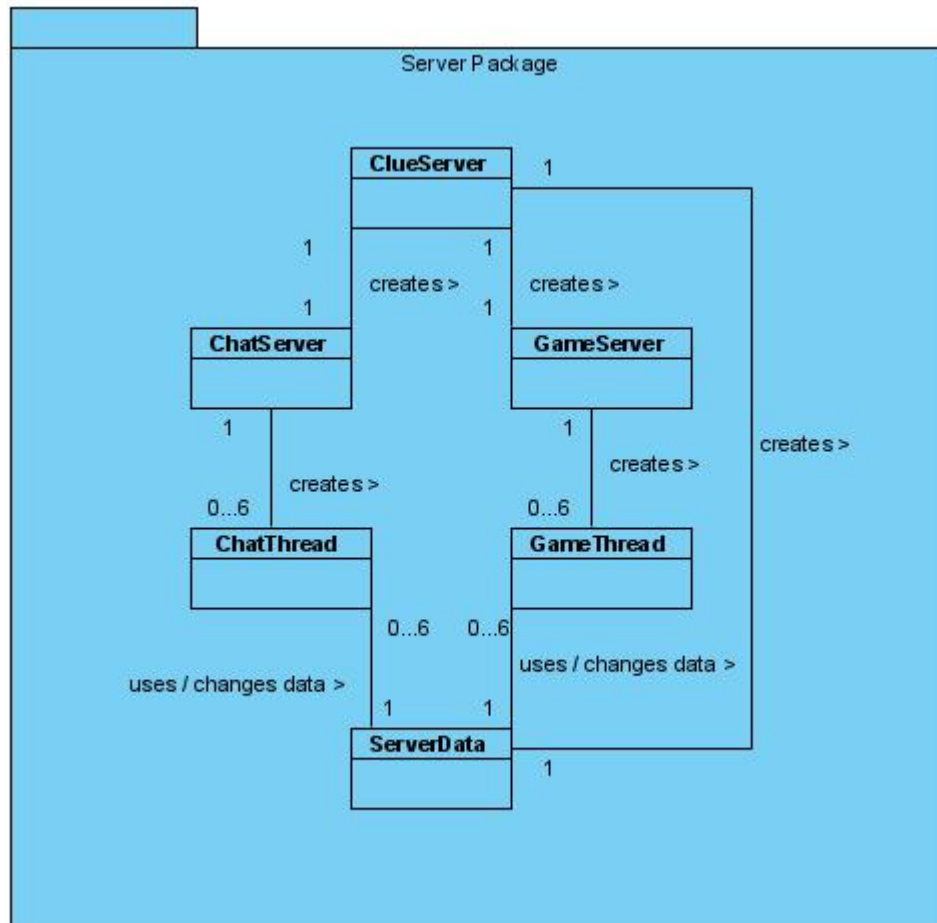 Server Package
ClueServer
1
1
1
creates >
creates >
1
1
ChatServer
GameServer
1
1
creates >
creates >
creates >
0...6
0...6
ChatThread
GameThread
0...6
0...6
uses / changes data >
uses / changes data >
1
1
ServerData
1